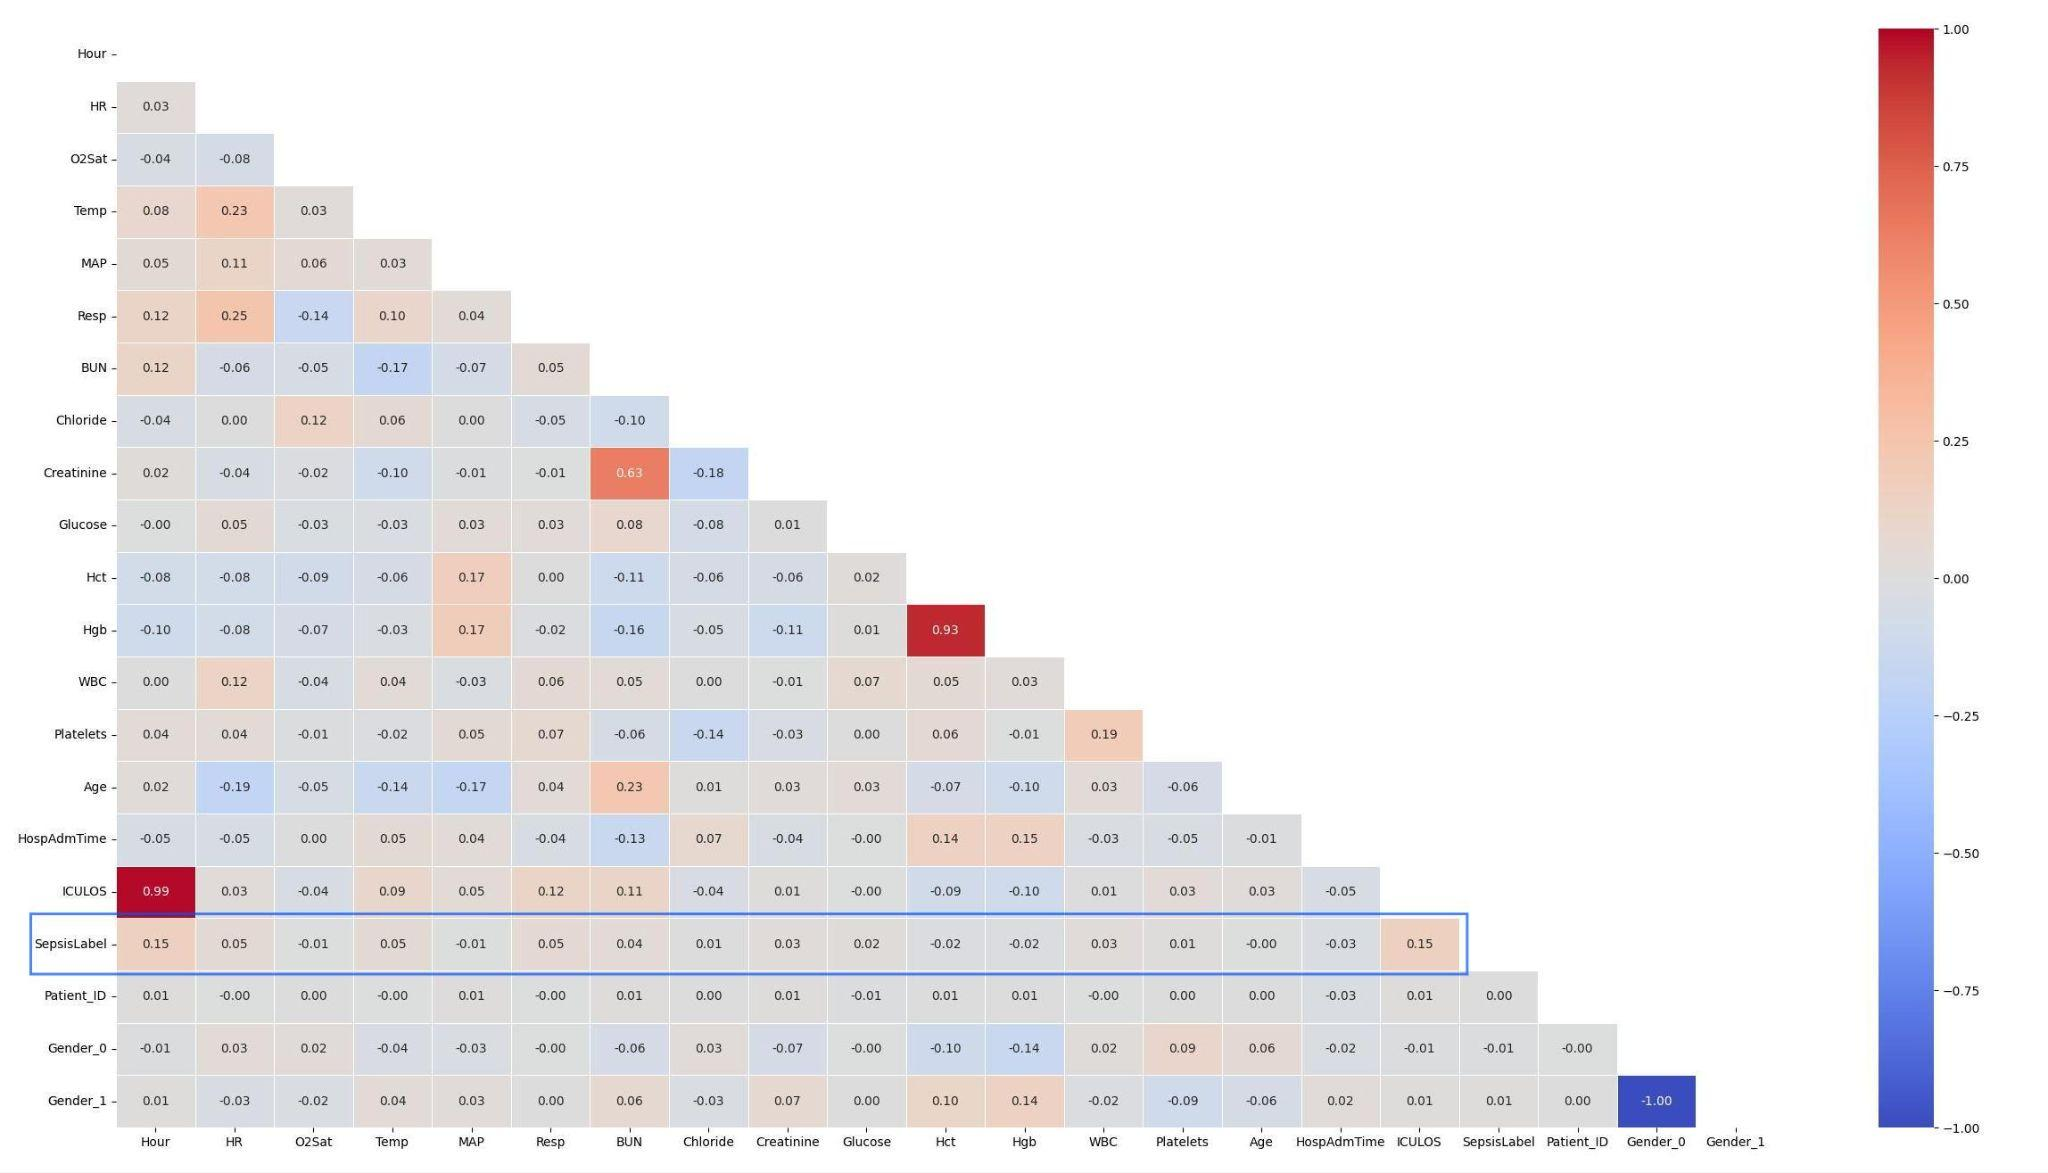 1.00
Hour
HR 0.03
O2Sat -0.04 -0.08
0.75
Temp 0.08 0.23 0.03
MAP 0.05 0.11 0.06 0.03
0.50
Resp 0.12 0.25 -0.14 0.10 0.04
BUN 0.12 -0.06 -0.05 -0.17 -0.07 0.05
Chloride -0.04 0.00 0.12 0.06 0.00 -0.05 -0.10
0.25
Creatinine 0.02 -0.04 -0.02 -0.10 -0.01 -0.01 0.63 -0.18
Glucose -0.00 0.05 -0.03 -0.03 0.03 0.03 0.08 -0.08 0.01
Hct -0.08 -0.08 -0.09 -0.06 0.17 0.00 -0.11 -0.06 -0.06 0.02
0.00
Hgb -0.10 -0.08 -0.07 -0.03 0.17 -0.02 -0.16 -0.05 -0.11 0.01 0.93
WBC 0.00 0.12 -0.04 0.04 -0.03 0.06 0.05 0.00 -0.01 0.07 0.05 0.03
−0.25
Platelets 0.04 0.04 -0.01 -0.02 0.05 0.07 -0.06 -0.14 -0.03 0.00 0.06 -0.01 0.19
Age 0.02 -0.19 -0.05 -0.14 -0.17 0.04 0.23 0.01 0.03 0.03 -0.07 -0.10 0.03 -0.06
HospAdmTime -0.05 -0.05 0.00 0.05 0.04 -0.04 -0.13 0.07 -0.04 -0.00 0.14 0.15 -0.03 -0.05 -0.01
−0.50
ICULOS 0.99 0.03 -0.04 0.09 0.05 0.12 0.11 -0.04 0.01 -0.00 -0.09 -0.10 0.01 0.03 0.03 -0.05
SepsisLabel 0.15 0.05 -0.01 0.05 -0.01 0.05 0.04 0.01 0.03 0.02 -0.02 -0.02 0.03 0.01 -0.00 -0.03 0.15
−0.75
Patient_ID 0.01 -0.00 0.00 -0.00 0.01 -0.00 0.01 0.00 0.01 -0.01 0.01 0.01 -0.00 0.00 0.00 -0.03 0.01 0.00
Gender_0 -0.01 0.03 0.02 -0.04 -0.03 -0.00 -0.06 0.03 -0.07 -0.00 -0.10 -0.14 0.02 0.09 0.06 -0.02 -0.01 -0.01 -0.00
Gender_1 0.01 -0.03 -0.02 0.04 0.03 0.00 0.06 -0.03 0.07 0.00 0.10 0.14 -0.02 -0.09 -0.06 0.02 0.01 0.01 0.00 -1.00
−1.00
Hour HR O2Sat Temp MAP Resp BUN Chloride Creatinine Glucose Hct Hgb WBC Platelets Age HospAdmTime ICULOS SepsisLabel Patient_ID Gender_0 Gender_1